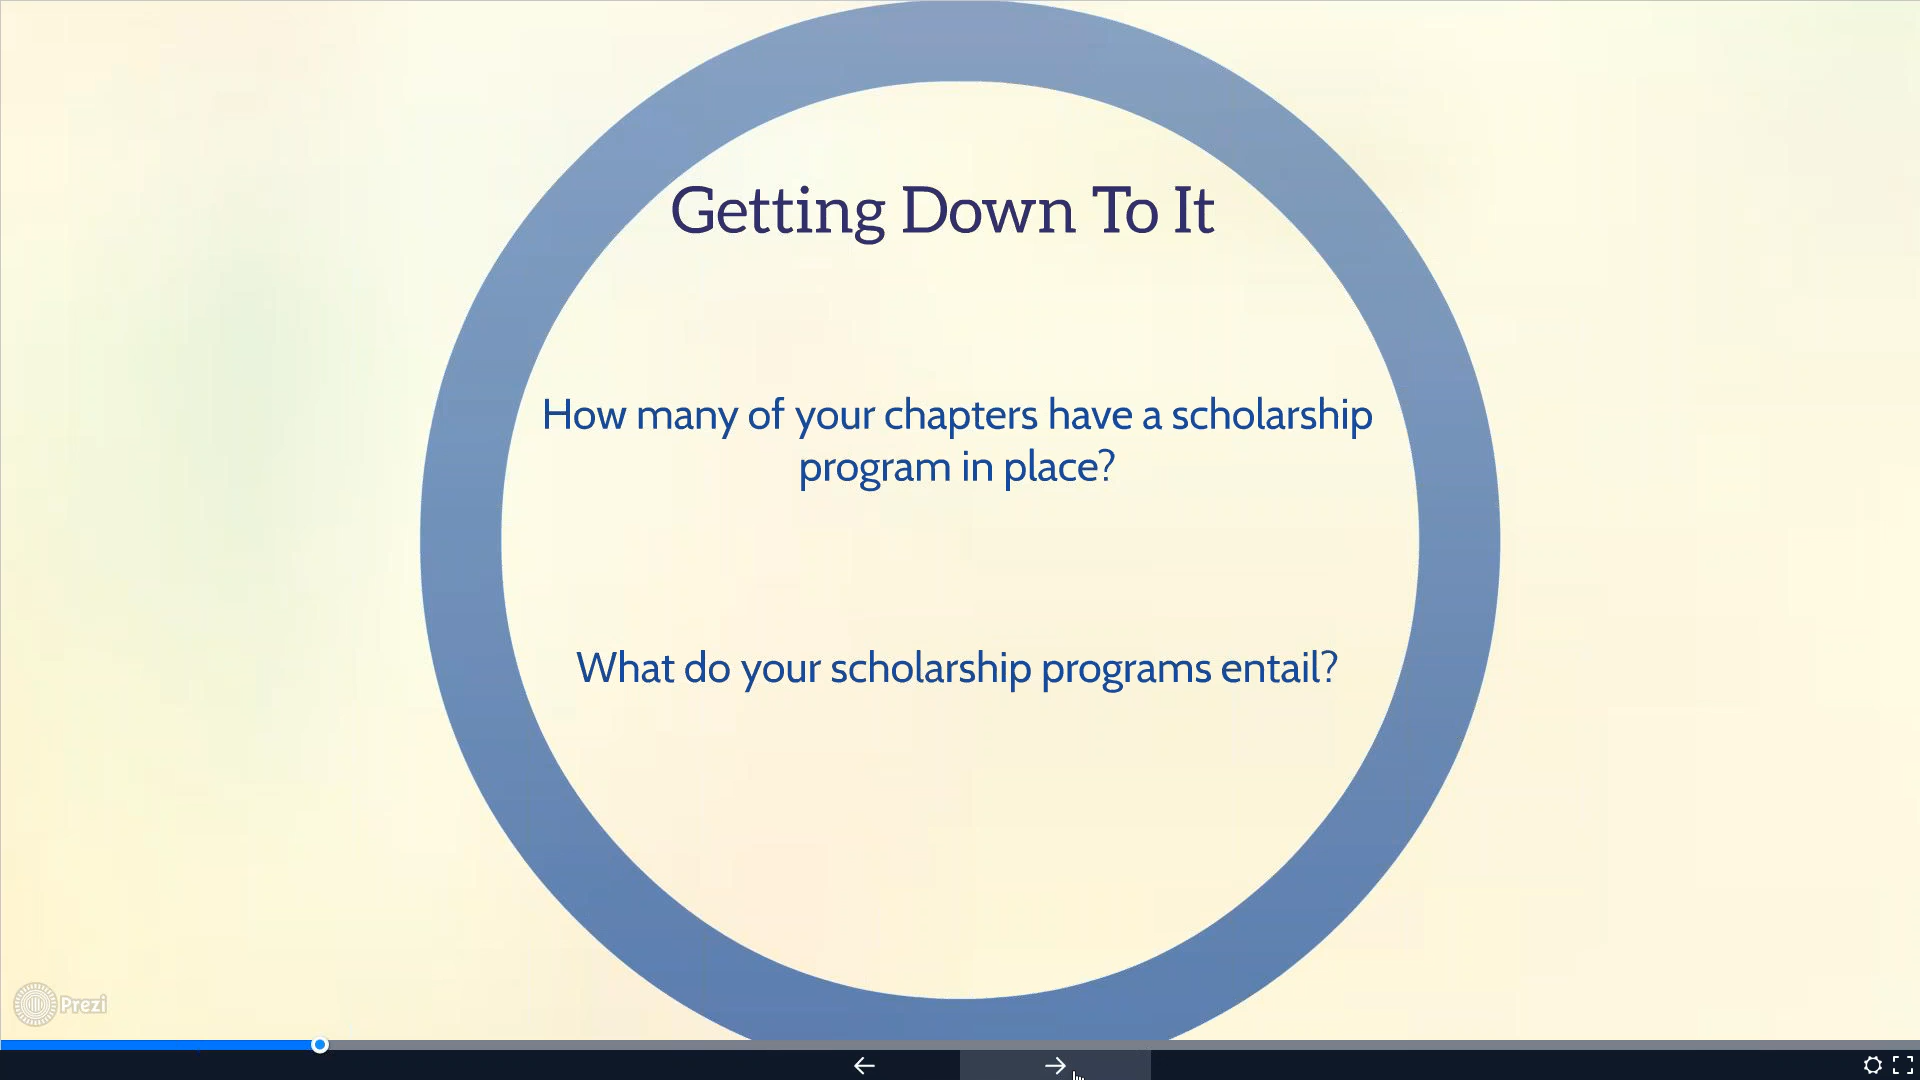 Getting Down To It
How many of your chapters have a scholarship
program in place?
What do your scholarship programs entail?
Prezi